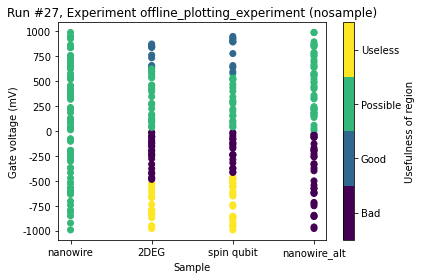 Run #27, Experiment offline_plotting_experiment (nosample)
1000
750
500
250
0
-250
-500
-750
-1000
Gate voltage (mV)
nanowire 2DEG spin qubit nanowire_alt
Sample
Useless
Possible
Good
Bad
Usefulness of region